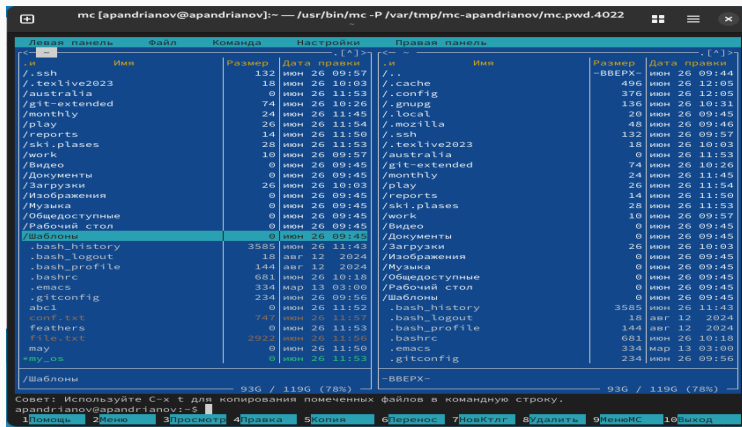 mc [apandrianov@apandrianov]:~ — /usr/bin/mc -P /var/tmp/mc-apandrianov/mc.pwd.4022
~
Левая панель Файл Команда Настройки Правая панель
<— ~ .[^]> <— ~ .[^]>
.и Имя Размер Дата правки .и Имя Размер Дата правки
/.ssh 132 июн 26 09:57 /.. -ВВЕРХ- июн 26 09:44
/.texlive2023 18 июн 26 10:03 /.cache 496 июн 26 12:05
/australia 0 июн 26 11:53 /.config 376 июн 26 12:05
/git-extended 74 июн 26 10:26 /.gnupg 136 июн 26 10:31
/monthly 24 июн 26 11:45 /.local 20 июн 26 09:45
/play 26 июн 26 11:54 /.mozilla 48 июн 26 09:46
/reports 14 июн 26 11:50 /.ssh 132 июн 26 09:57
/ski.plases 28 июн 26 11:53 /.texlive2023 18 июн 26 10:03
/work 10 июн 26 09:57 /australia 0 июн 26 11:53
/Видео 0 июн 26 09:45 /git-extended 74 июн 26 10:26
/Документы 0 июн 26 09:45 /monthly 24 июн 26 11:45
/Загрузки 26 июн 26 10:03 /play 26 июн 26 11:54
/Изображения 0 июн 26 09:45 /reports 14 июн 26 11:50
/Музыка 0 июн 26 09:45 /ski.plases 28 июн 26 11:53
/Общедоступные 0 июн 26 09:45 /work 10 июн 26 09:57
/Рабочий стол 0 июн 26 09:45 /Видео 0 июн 26 09:45
/Шаблоны 0 июн 26 09:45 /Документы 0 июн 26 09:45
.bash_history 3585 июн 26 11:43 /Загрузки 26 июн 26 10:03
.bash_logout 18 авг 12 2024 /Изображения 0 июн 26 09:45
.bash_profile 144 авг 12 2024 /Музыка 0 июн 26 09:45
.bashrc 681 июн 26 10:18 /Общедоступные 0 июн 26 09:45
.emacs 334 мар 13 03:00 /Рабочий стол 0 июн 26 09:45
.gitconfig 234 июн 26 09:56 /Шаблоны 0 июн 26 09:45
abc1 0 июн 26 11:52 .bash_history 3585 июн 26 11:43
conf.txt 747 июн 26 11:57 .bash_logout 18 авг 12 2024
feathers 0 июн 26 11:53 .bash_profile 144 авг 12 2024
file.txt 2922 июн 26 11:56 .bashrc 681 июн 26 10:18
may 0 июн 26 11:50 .emacs 334 мар 13 03:00
*my_os 0 июн 26 11:53 .gitconfig 234 июн 26 09:56
/Шаблоны -ВВЕРХ-
93G / 119G (78%) 93G / 119G (78%)
Совет: Используйте C-x t для копирования помеченных файлов в командную строку.
apandrianov@apandrianov:~$
1Помощь 2Меню 3Просмотр 4Правка 5Копия 6Перенос 7НовКтлг 8Удалить 9МенюMC 10Выход